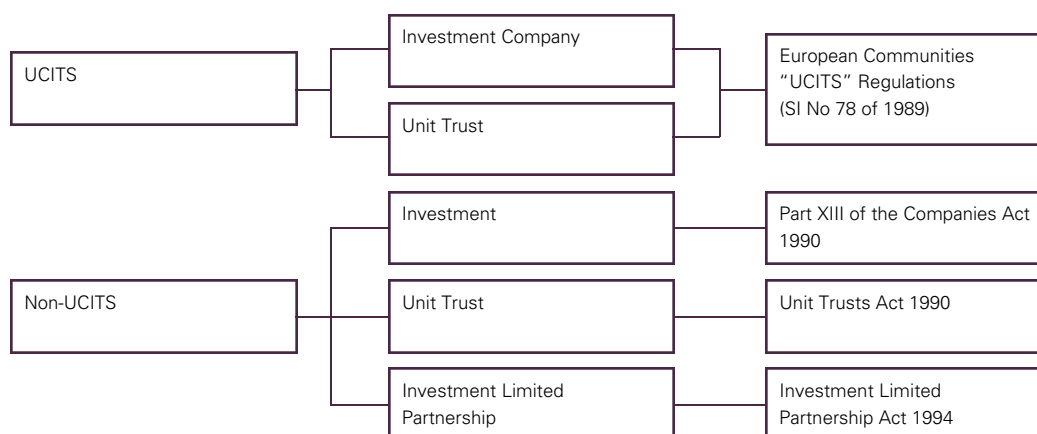 UCITS
Investment Company
Unit Trust
European Communities
“UCITS” Regulations
(SI No 78 of 1989)
Non-UCITS
Investment
Part XIII of the Companies Act
1990
Unit Trust
Unit Trusts Act 1990
Investment Limited
Partnership
Investment Limited
Partnership Act 1994